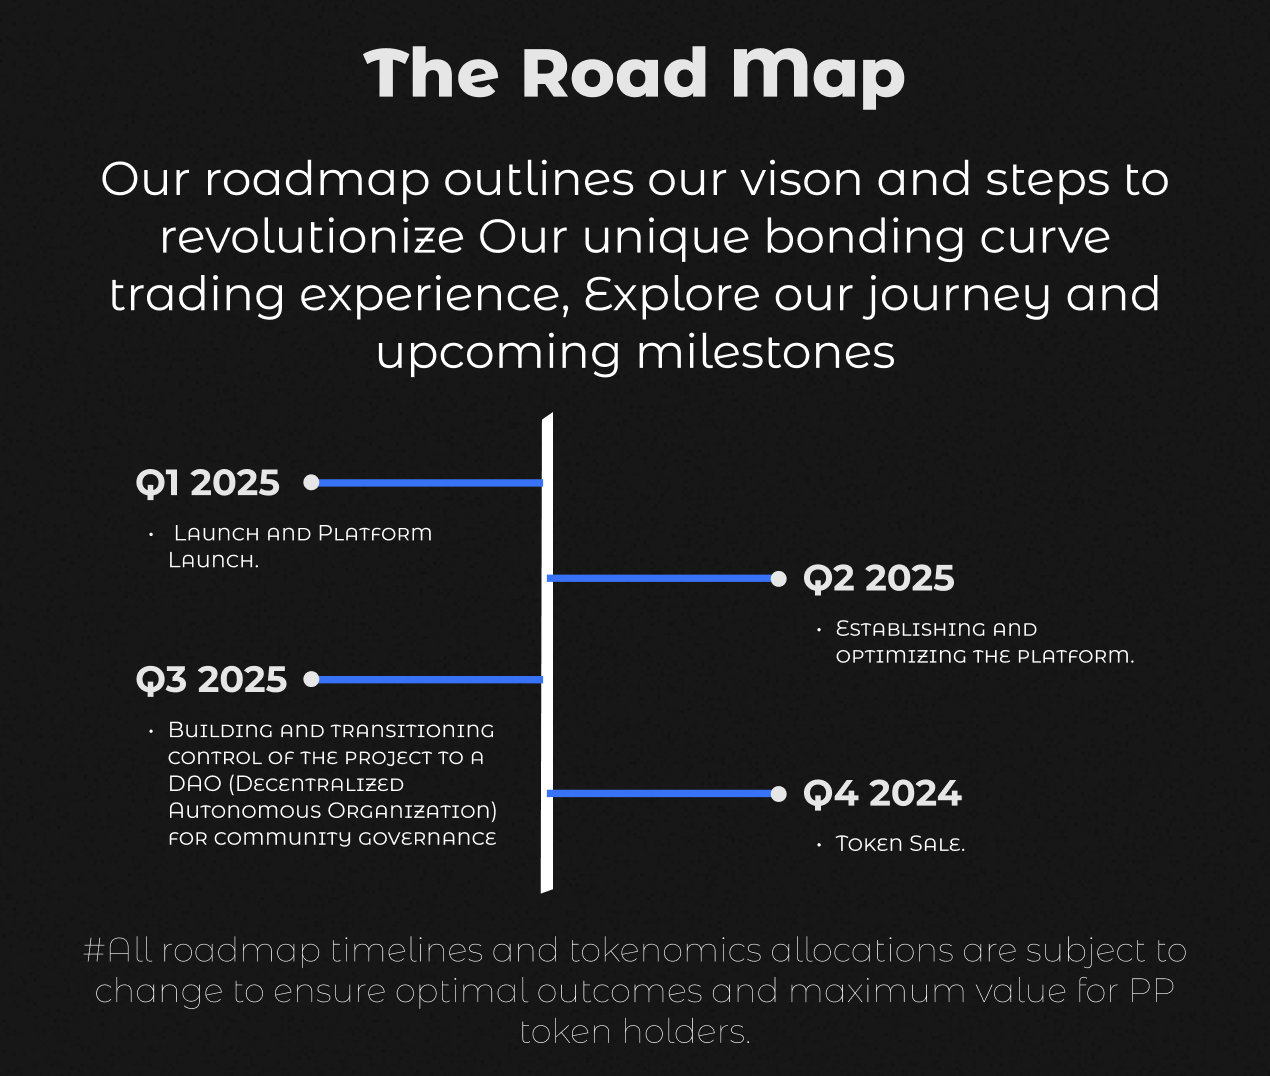 The Road Map
Our roadmap outlines our vison and steps to
revolutionize Our unique bonding curve
trading experience, Explore our journey and
upcoming milestones
Q1 2025
• Launch and Platform
Launch.
Q2 2025
• Establishing and
optimizing the platform.
Q3 2025
• Building and transitioning
control of the project to a
DAO (Decentralized
Autonomous Organization)
for community governance
Q4 2024
• Token Sale.
#All roadmap timelines and tokenomics allocations are subject to
change to ensure optimal outcomes and maximum value for PP
token holders.